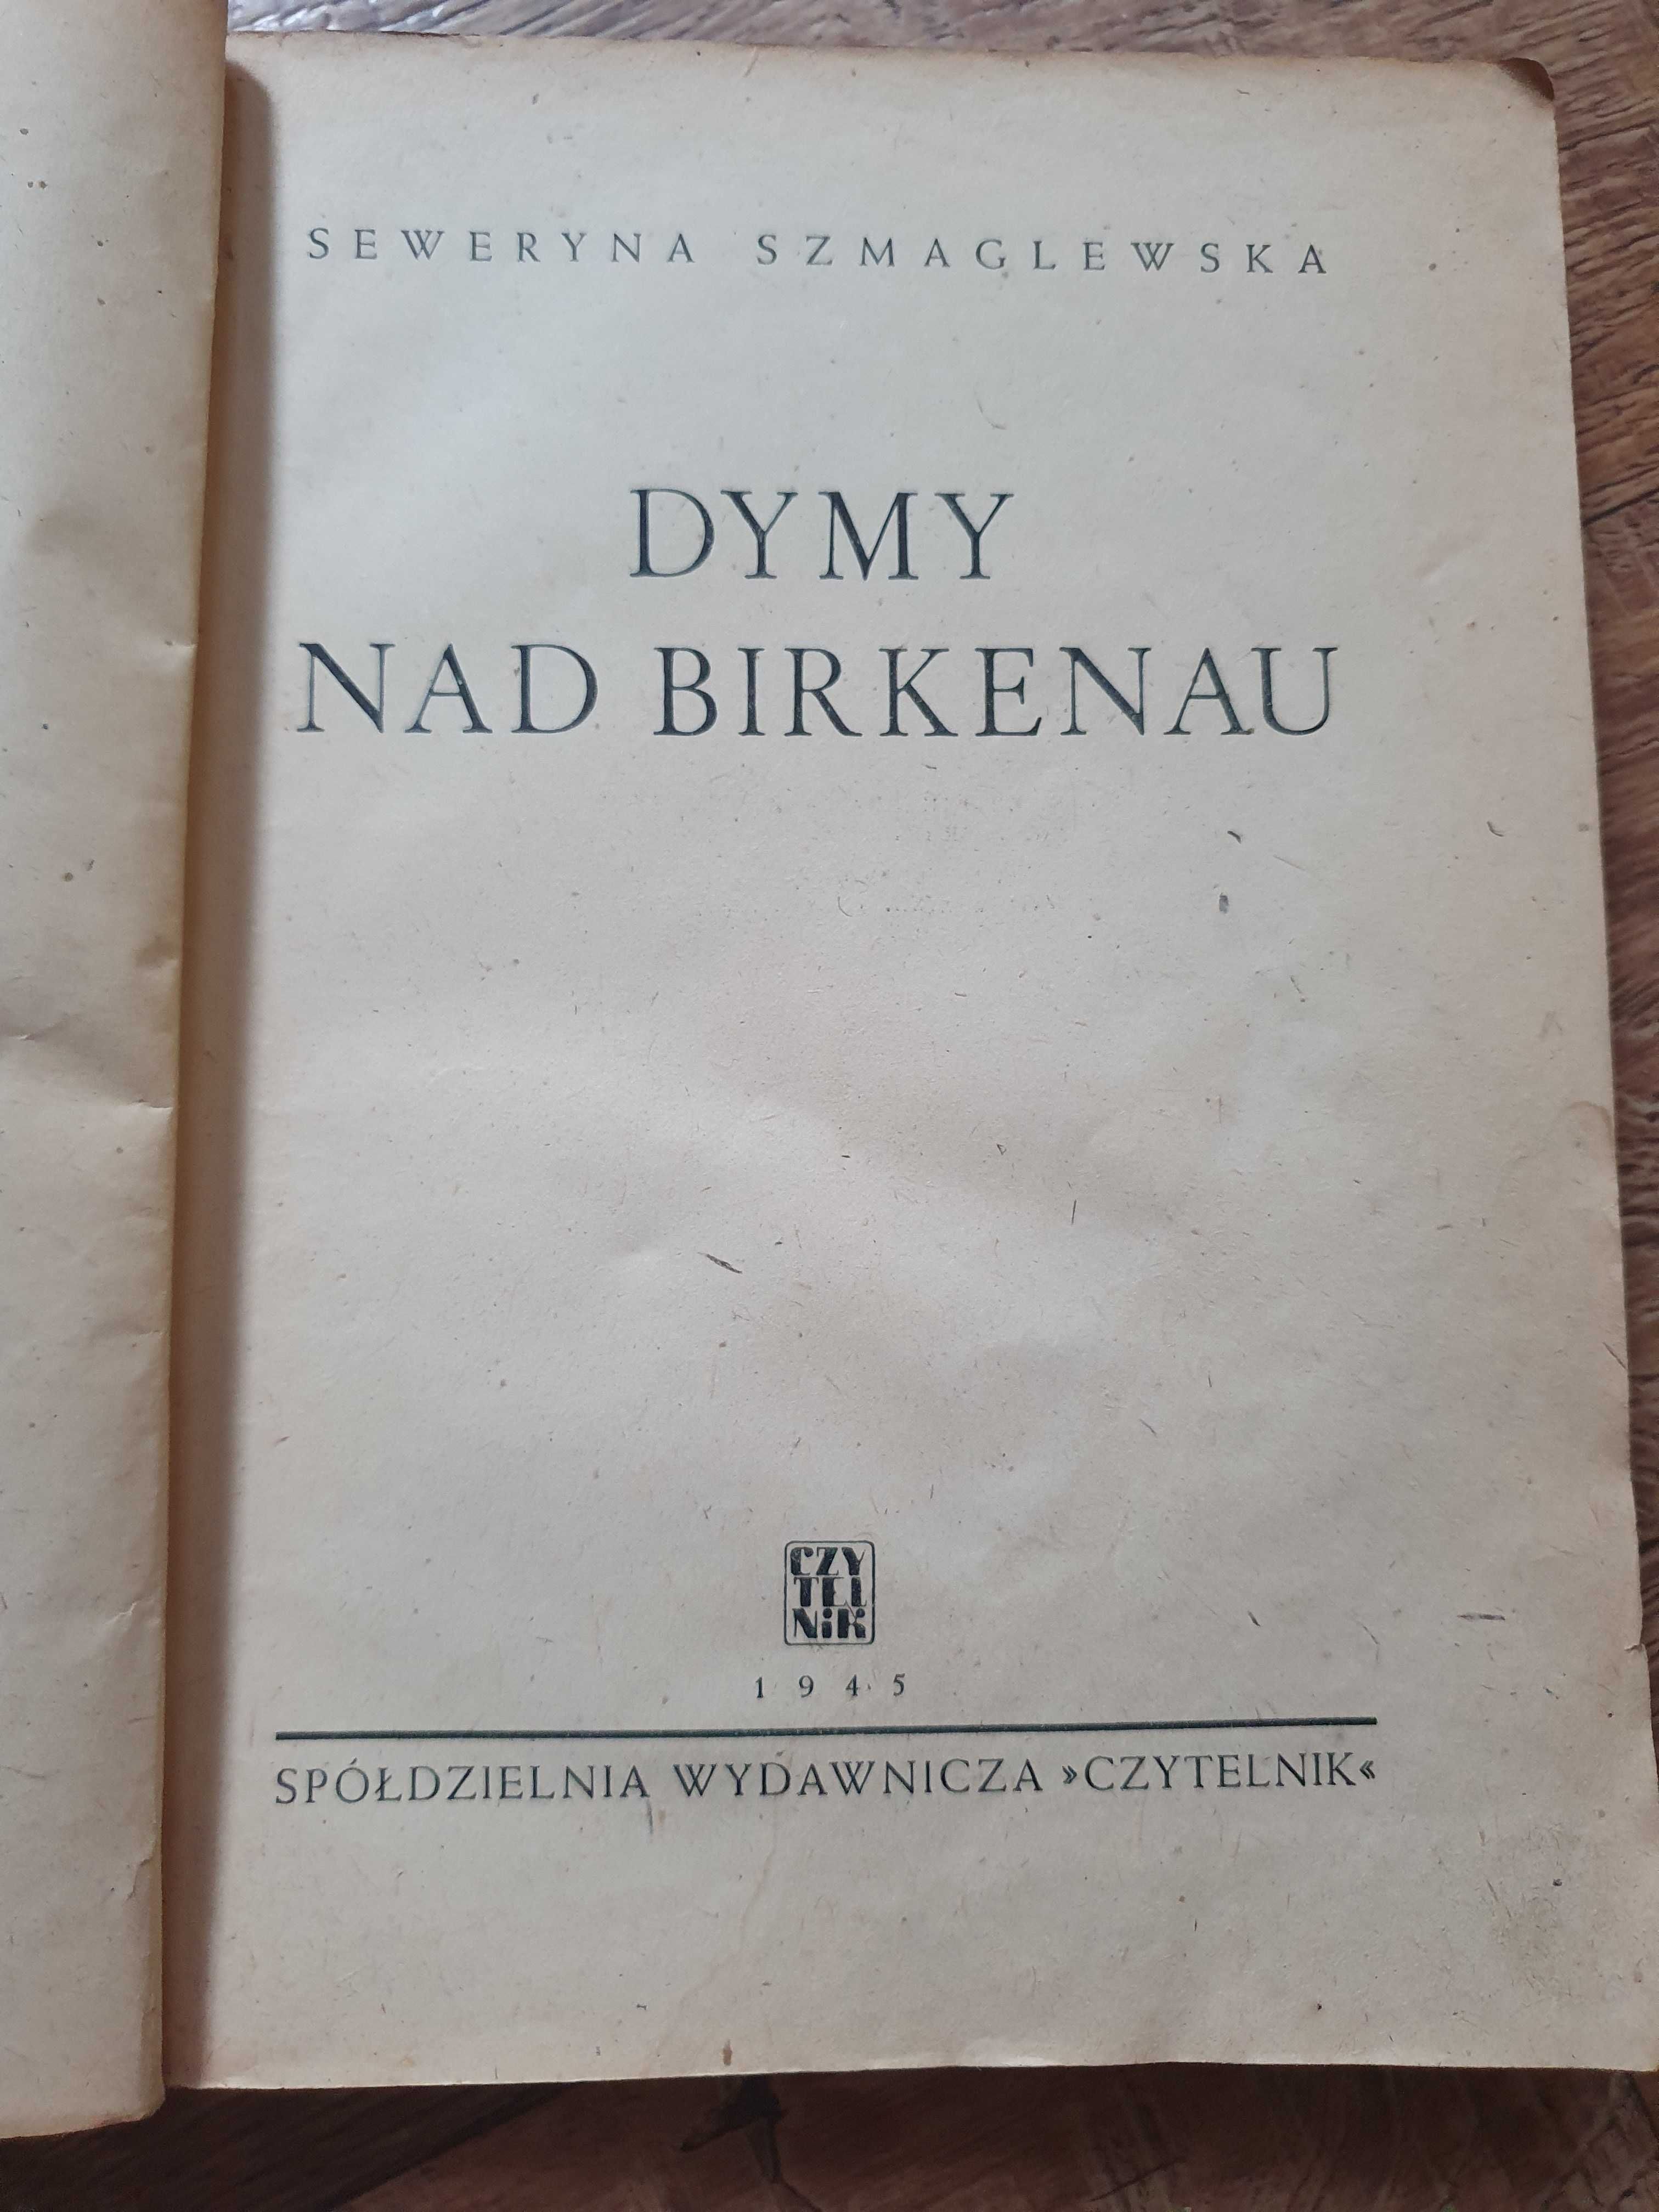 SEWERYNA SZMAGLEWSKA
DYMY
NAD BIRKENAU
CZY
TEL
NiK
1945
SPÓŁDZIELNIA WYDAWNICZA »CZYTELNIK«